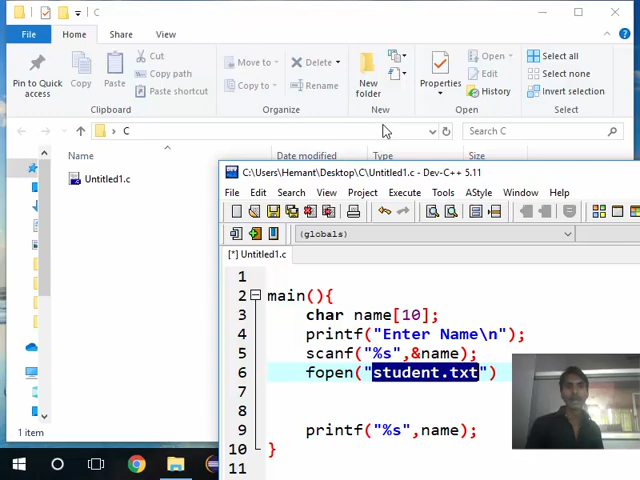 C
File Home Share View
Pin to Quick access
Copy
Paste
Cut
Copy path
Paste shortcut
Clipboard
Move to
Copy to
Delete
Rename
Organize
New folder
New
Properties
Open
Edit
History
Open
Select all
Select none
Invert selection
Select
C
Search C
Name Date modified Type
Untitled1.c
1 item
C:\Users\Hemant\Desktop\C\Untitled1.c - Dev-C++ 5.11
File Edit Search View Project Execute Tools AStyle Window Help
(globals)
[*] Untitled1.c
1
2 main(){
3 char name[10];
4 printf("Enter Name\n");
5 scanf("%s",&name);
6 fopen("student.txt")
7
8
9 printf("%s",name);
10 }
11